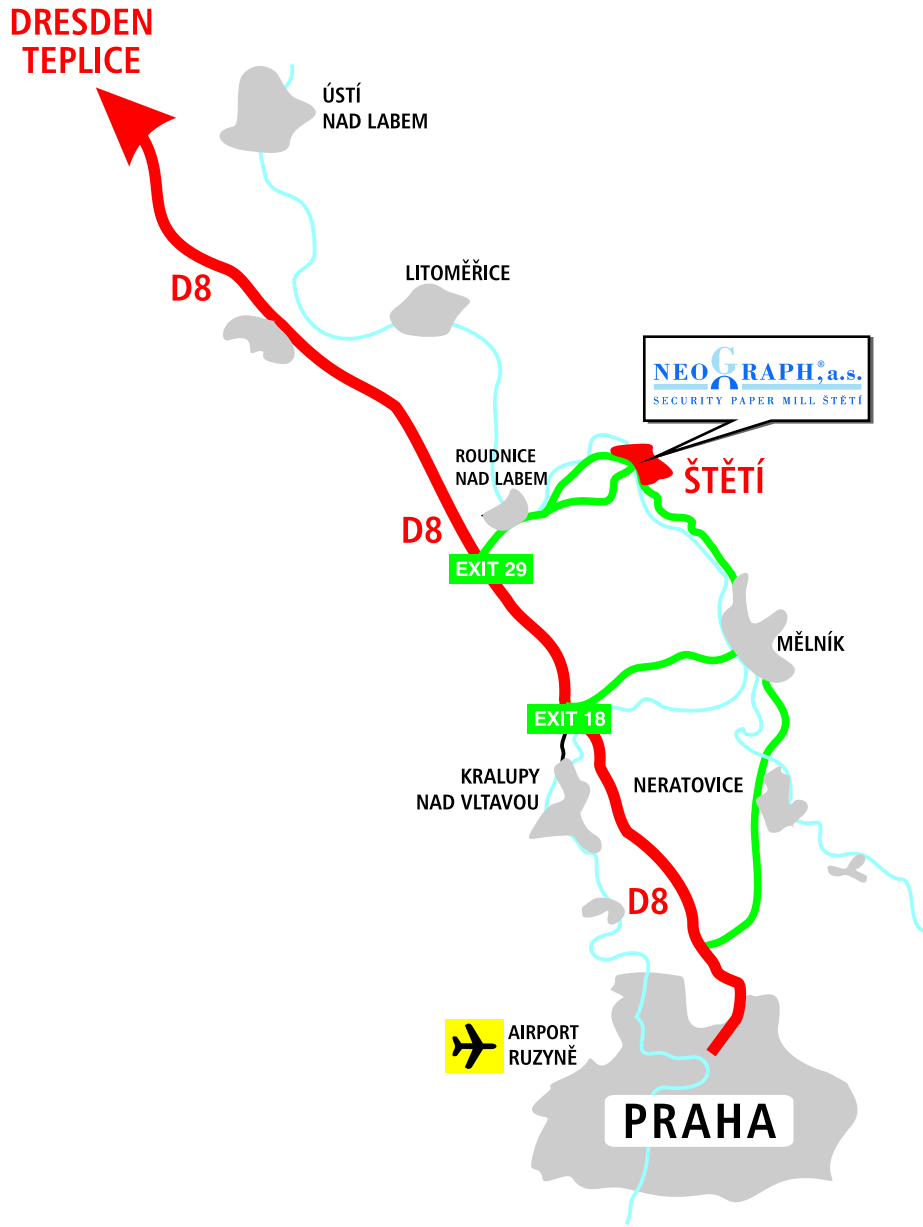 DRESDEN
TEPLICE
ÚSTÍ
NAD LABEM
LITOMĚŘICE
D8
NEOGRAPH,® a.s.
SECURITY PAPER MILL ŠTĚTÍ
ROUDNICE
NAD LABEM
ŠTĚTÍ
D8
EXIT 29
MĚLNÍK
EXIT 18
KRALUPY
NAD VLTAVOU
NERATOVICE
D8
AIRPORT
RUZYNĚ
PRAHA